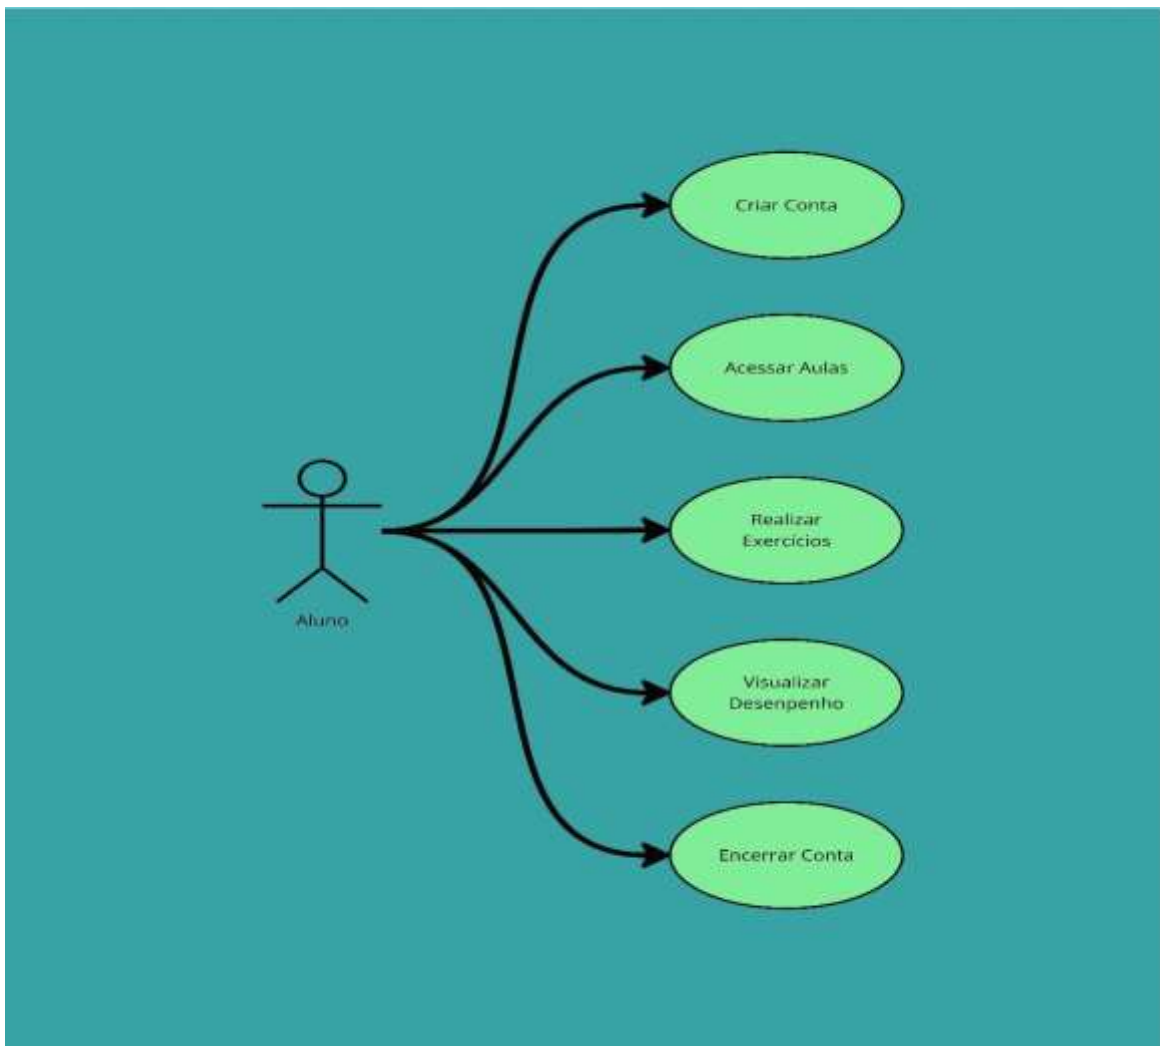 Criar Conta
Acessar Aulas
Realizar
Exercícios
Aluno
Visualizar
Desenpenho
Encerrar Conta